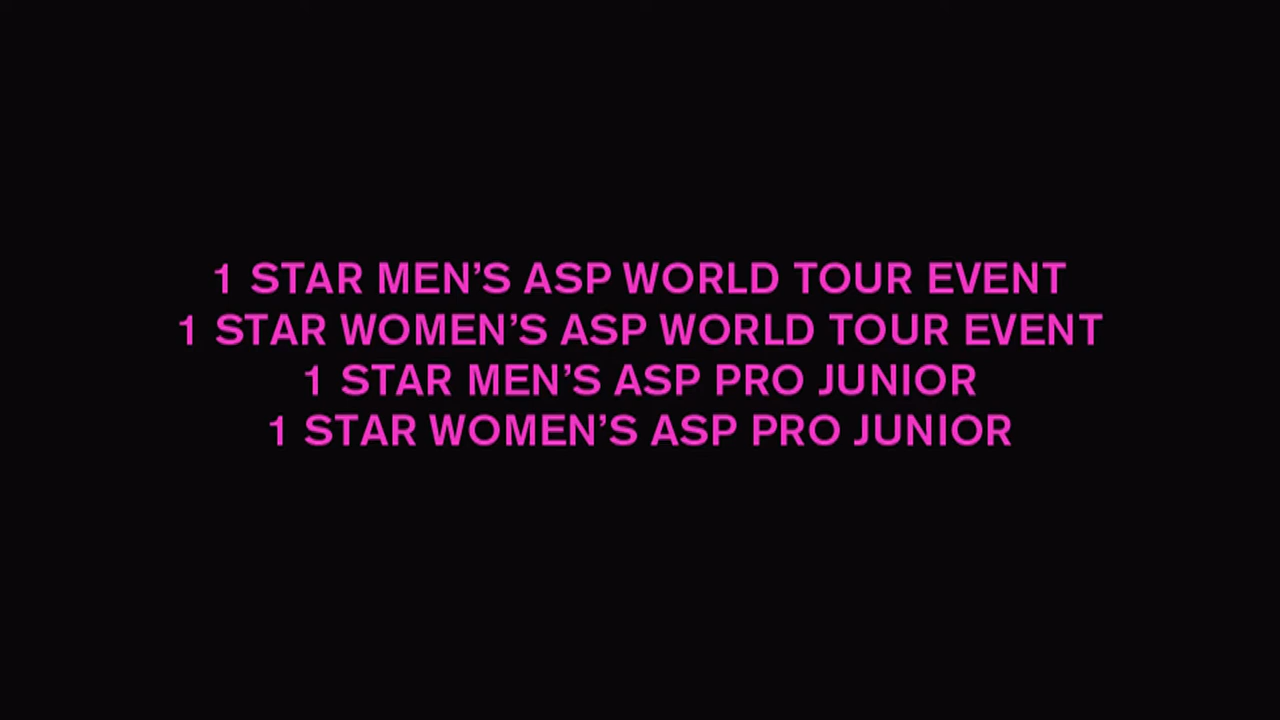 1 STAR MEN’S ASP WORLD TOUR EVENT
1 STAR WOMEN’S ASP WORLD TOUR EVENT
1 STAR MEN’S ASP PRO JUNIOR
1 STAR WOMEN’S ASP PRO JUNIOR